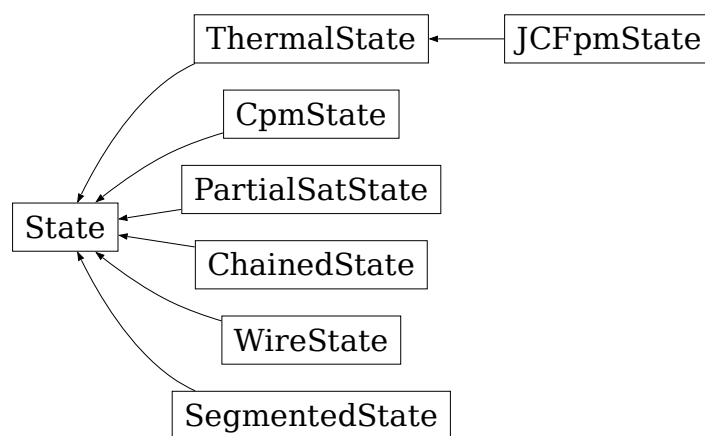 ThermalState
JCFpmState
CpmState
PartialSatState
State
ChainedState
WireState
SegmentedState